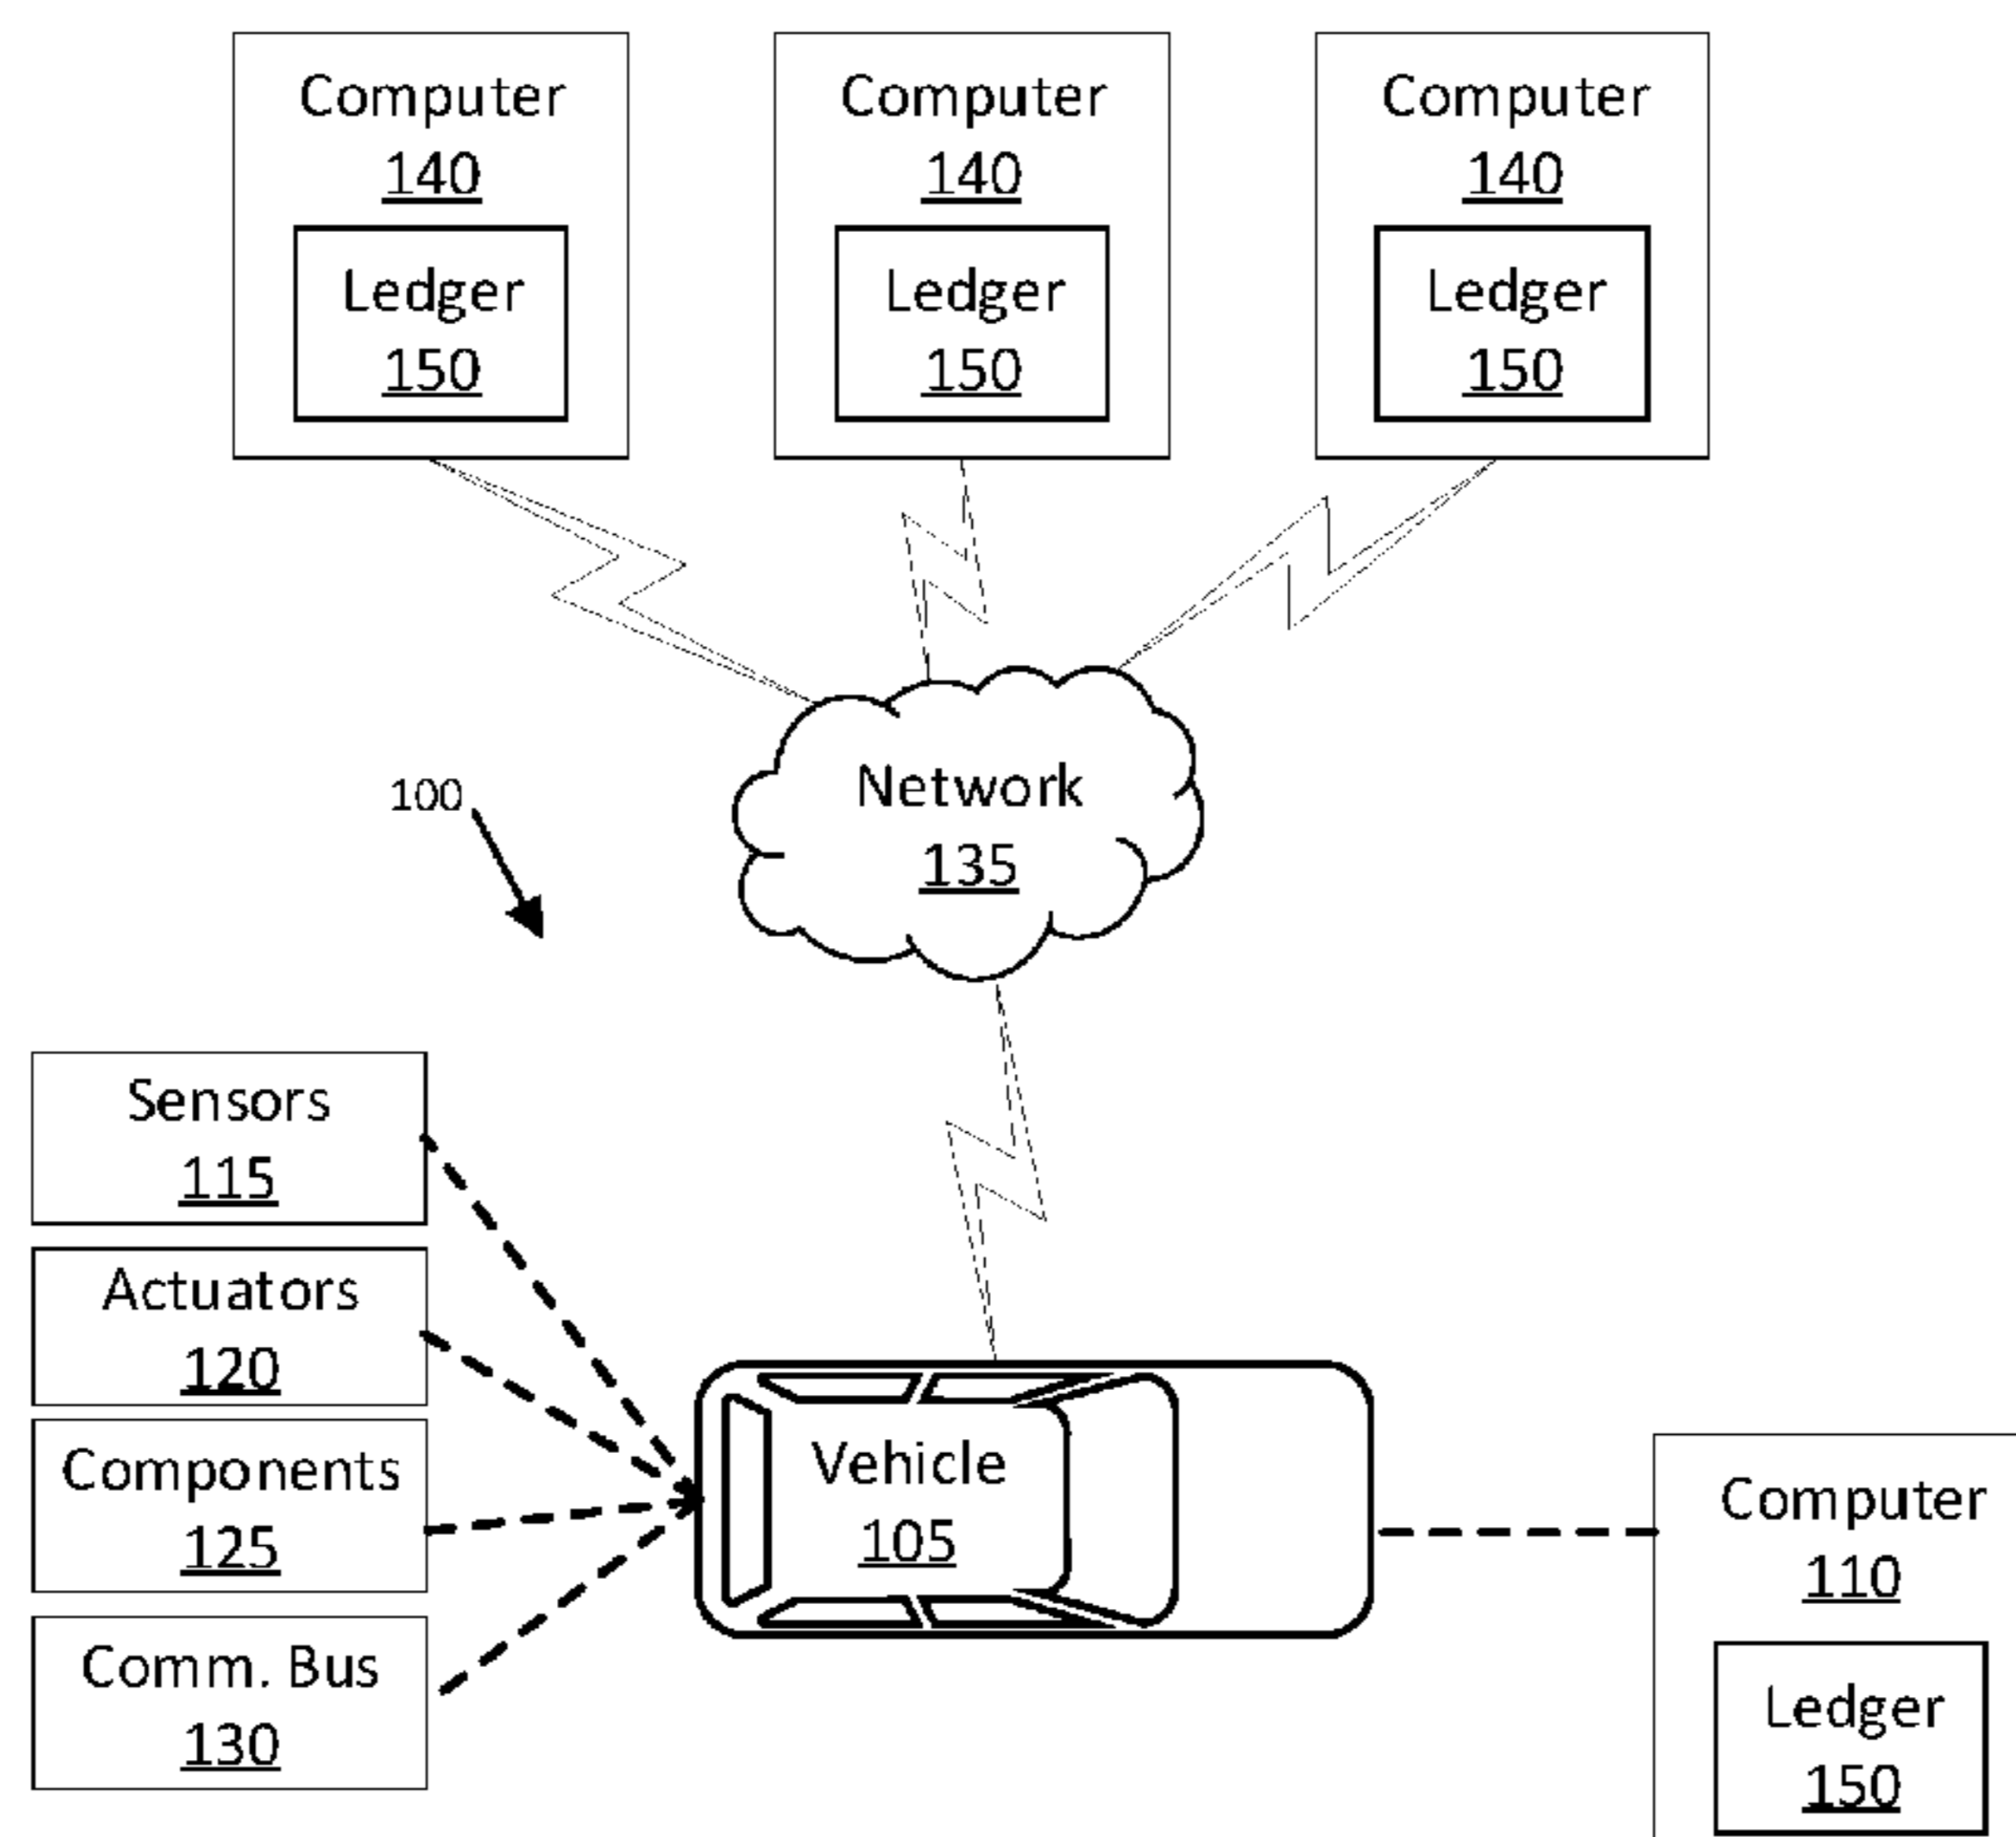 Computer
140
Ledger
150
Computer
140
Ledger
150
Computer
140
Ledger
150
Network
135
100
Sensors
115
Actuators
120
Components
125
Comm. Bus
130
Vehicle
105
Computer
110
Ledger
150